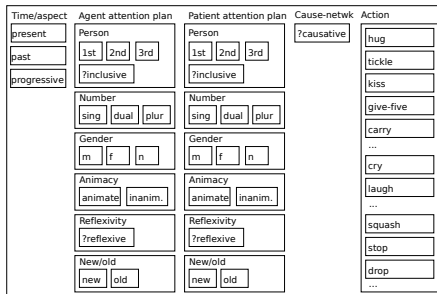 Time/aspect Agent attention plan Patient attention plan Cause-netwk Action
present
past
progressive
Person
1st 2nd 3rd
?inclusive
Number
sing dual plur
Gender
m f n
Animacy
animate inanim.
Reflexivity
?reflexive
New/old
new old
Person
1st 2nd 3rd
?inclusive
Number
sing dual plur
Gender
m f n
Animacy
animate inanim.
Reflexivity
?reflexive
New/old
new old
?causative
hug
tickle
kiss
give-five
carry
...
cry
laugh
...
squash
stop
drop
...